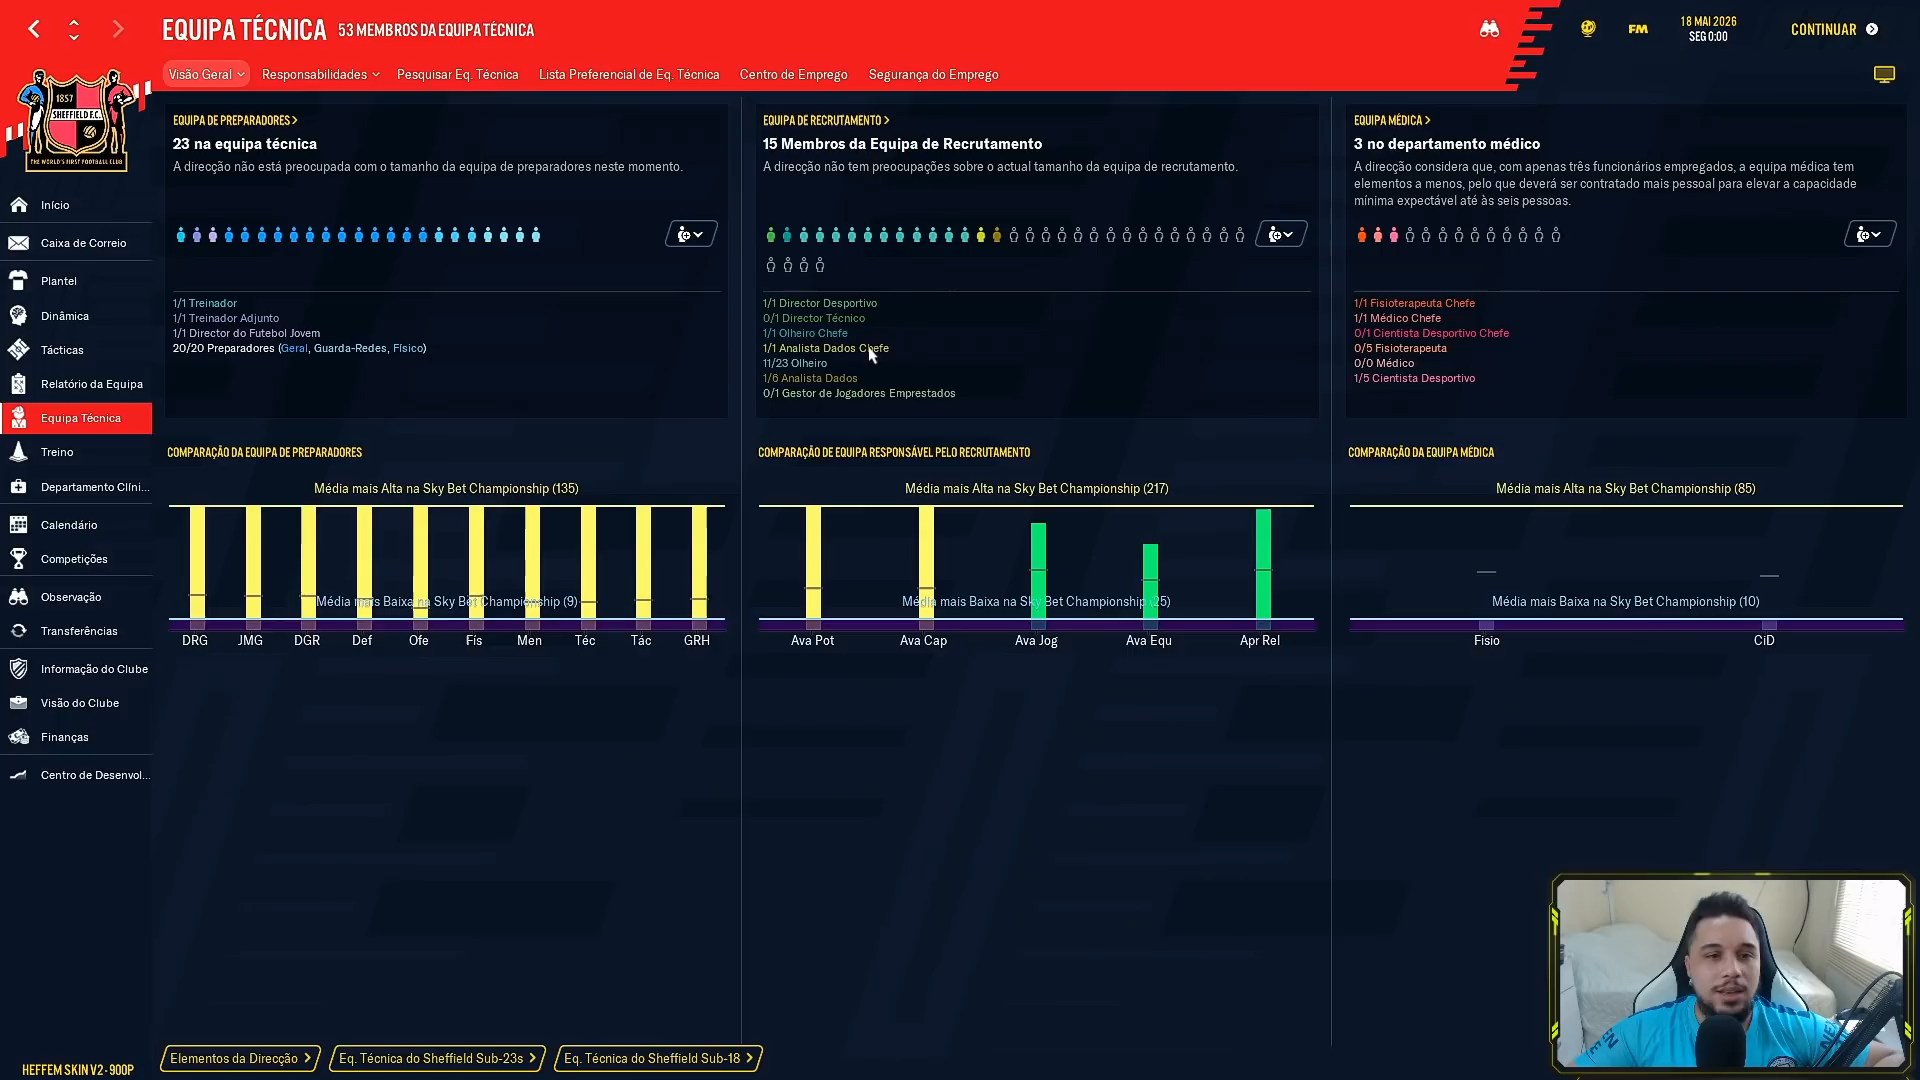 EQUIPA TÉCNICA 53 MEMBROS DA EQUIPA TÉCNICA
FM
18 MAI 2026
SEG 0:00
CONTINUAR
Visão Geral
Responsabilidades
Pesquisar Eq. Técnica
Lista Preferencial de Eq. Técnica
Centro de Emprego
Segurança do Emprego
1857
SHEFFIELD F.C.
THE WORLD'S FIRST FOOTBALL CLUB
Início
Caixa de Correio
Plantel
Dinâmica
Tácticas
Relatório da Equipa
Equipa Técnica
Treino
Departamento Clíni...
Calendário
Competições
Observação
Transferências
Informação do Clube
Visão do Clube
Finanças
Centro de Desenvol...
HEFFEM SKIN V2 - 900P
EQUIPA DE PREPARADORES >
23 na equipa técnica
A direcção não está preocupada com o tamanho da equipa de preparadores neste momento.
1/1 Treinador
1/1 Treinador Adjunto
1/1 Director do Futebol Jovem
20/20 Preparadores (Geral, Guarda-Redes, Físico)
EQUIPA DE RECRUTAMENTO >
15 Membros da Equipa de Recrutamento
A direcção não tem preocupações sobre o actual tamanho da equipa de recrutamento.
1/1 Director Desportivo
0/1 Director Técnico
1/1 Olheiro Chefe
1/1 Analista Dados Chefe
11/23 Olheiro
1/6 Analista Dados
0/1 Gestor de Jogadores Emprestados
EQUIPA MÉDICA >
3 no departamento médico
A direcção considera que, com apenas três funcionários empregados, a equipa médica tem
elementos a menos, pelo que deverá ser contratado mais pessoal para elevar a capacidade
mínima expectável até às seis pessoas.
1/1 Fisioterapeuta Chefe
1/1 Médico Chefe
0/1 Cientista Desportivo Chefe
0/5 Fisioterapeuta
0/0 Médico
1/5 Cientista Desportivo
COMPARAÇÃO DA EQUIPA DE PREPARADORES
Média mais Alta na Sky Bet Championship (135)
Média mais Baixa na Sky Bet Championship (9)
DRG JMG DGR Def Ofe Fís Men Téc Tác GRH
COMPARAÇÃO DE EQUIPA RESPONSÁVEL PELO RECRUTAMENTO
Média mais Alta na Sky Bet Championship (217)
Média mais Baixa na Sky Bet Championship (25)
Ava Pot Ava Cap Ava Jog Ava Equ Apr Rel
COMPARAÇÃO DA EQUIPA MÉDICA
Média mais Alta na Sky Bet Championship (85)
Média mais Baixa na Sky Bet Championship (10)
Fisio CiD
Elementos da Direcção >
Eq. Técnica do Sheffield Sub-23s >
Eq. Técnica do Sheffield Sub-18 >